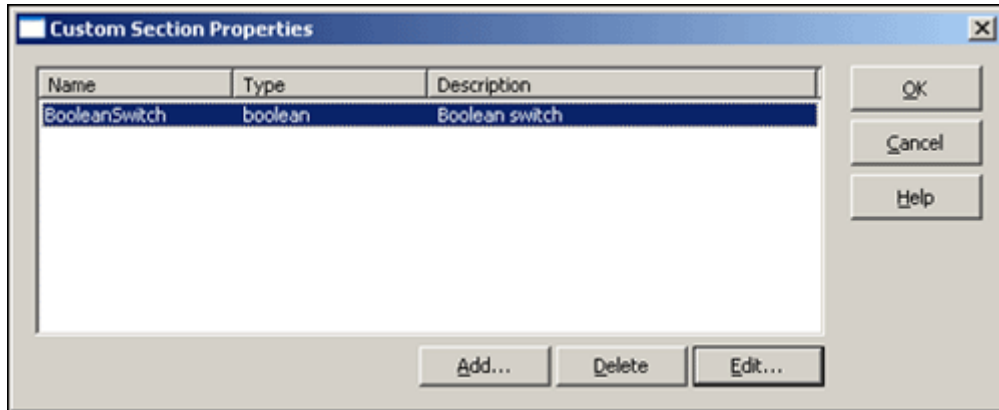 Custom Section Properties
Name Type Description
BooleanSwitch boolean Boolean switch
OK
Cancel
Help
Add... Delete Edit...